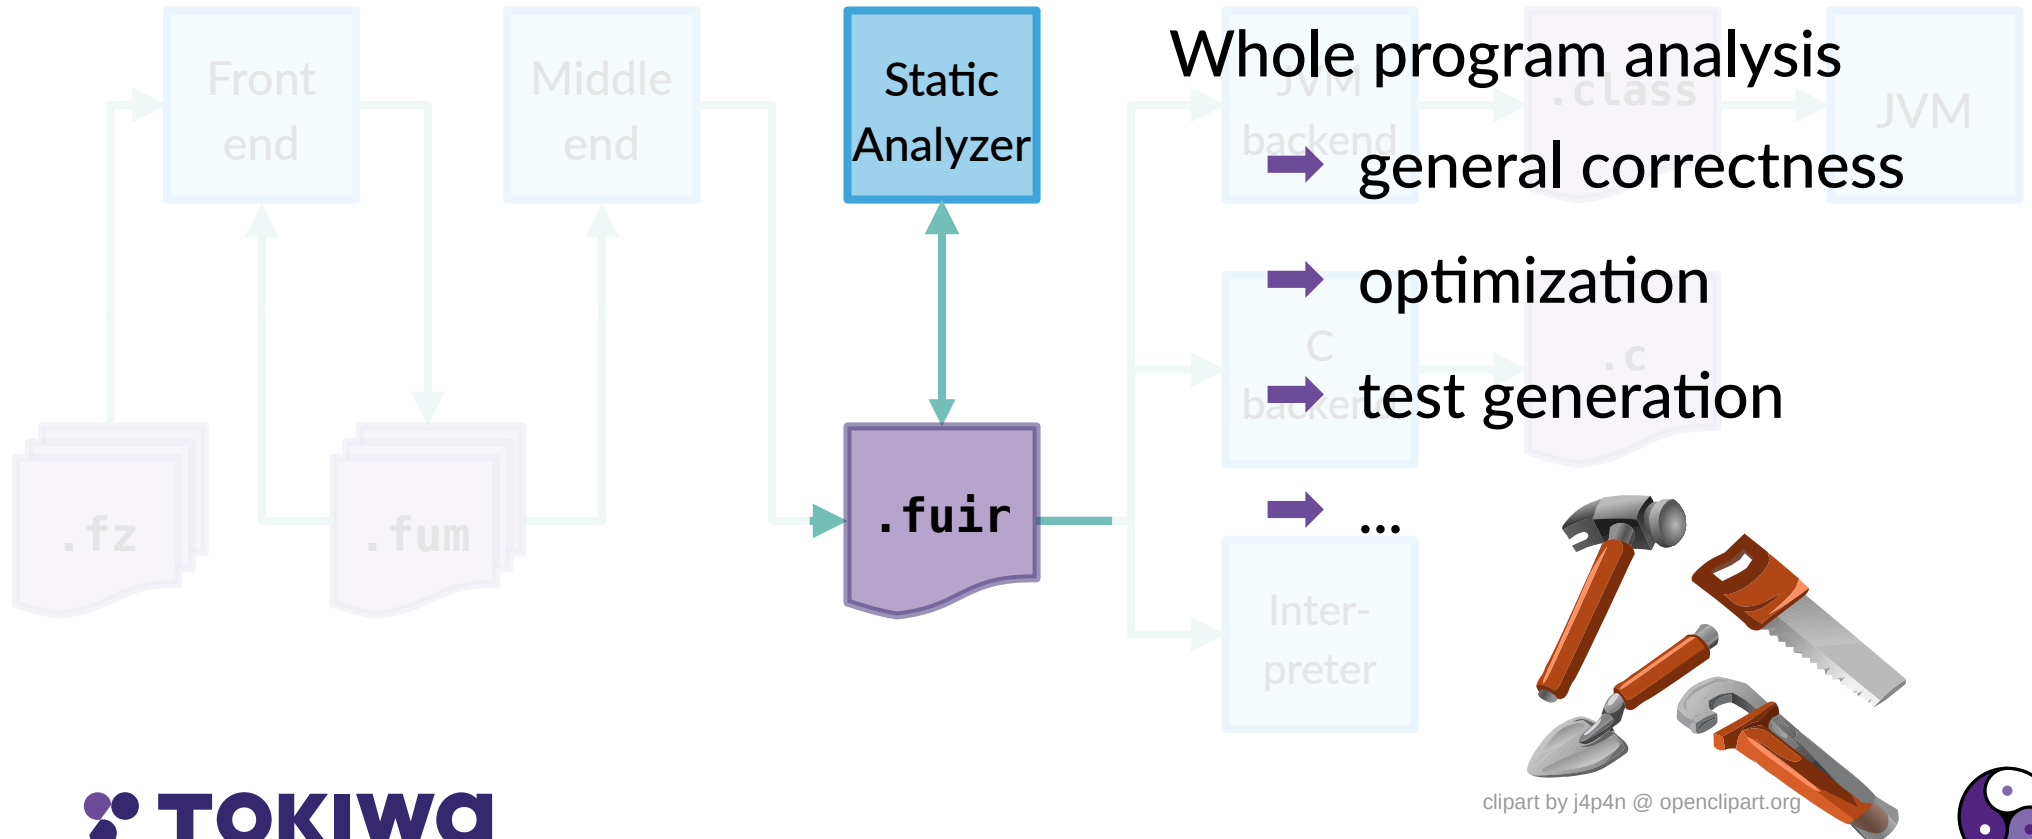 Front
end
Middle
end
Static
Analyzer
Whole program analysis
JVM
backend
.class
JVM
general correctness
optimization
C
backend
.c
test generation
...
.fz
.fum
.fuir
Inter-
preter
clipart by j4p4n @ openclipart.org
TOKIWA